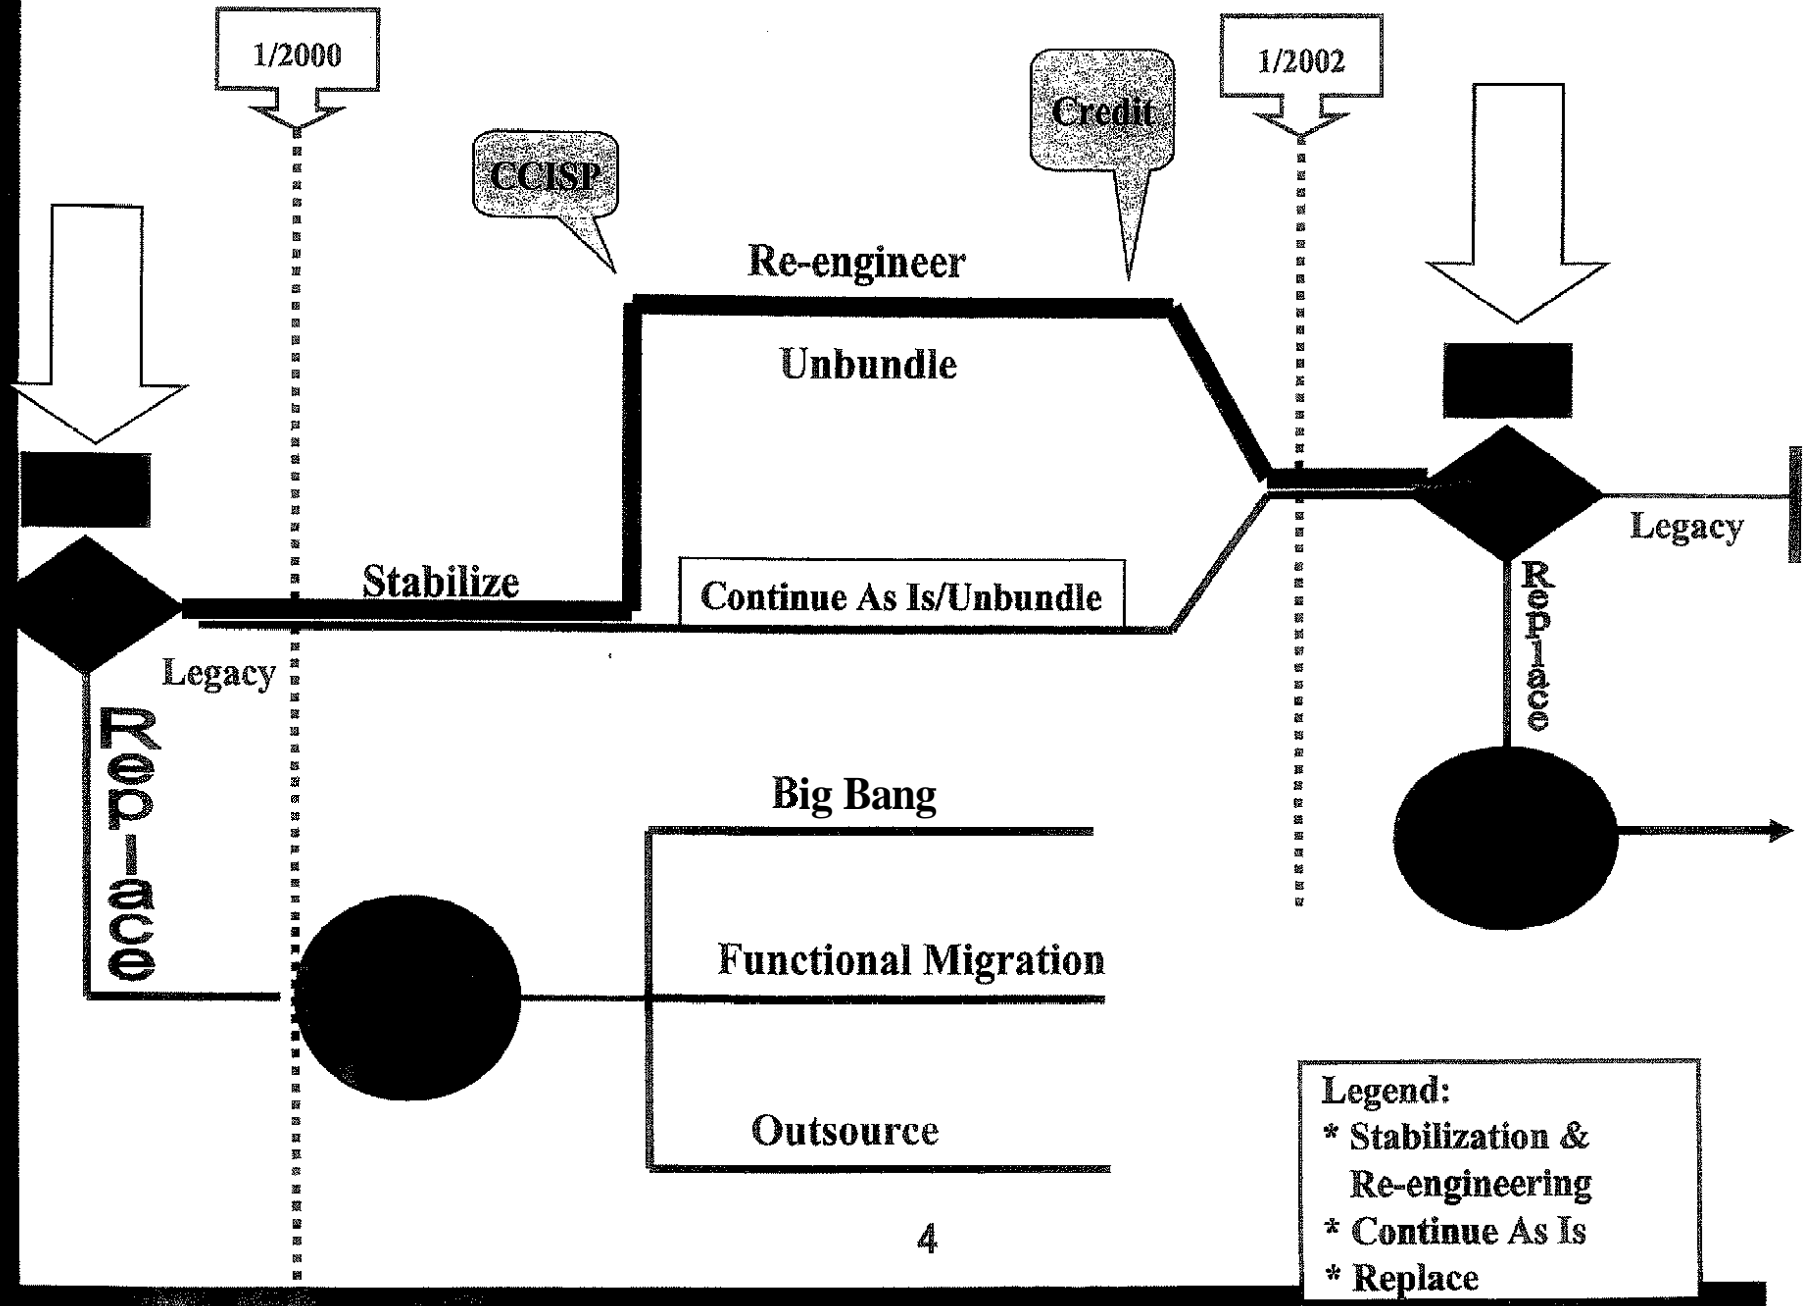 1/2000
1/2002
Credit
CCISP
Re-engineer
Unbundle
Stabilize
Continue As Is/Unbundle
Legacy
Legacy
Replace
Replace
Big Bang
Functional Migration
Outsource
Legend:
* Stabilization &
Re-engineering
* Continue As Is
* Replace
4